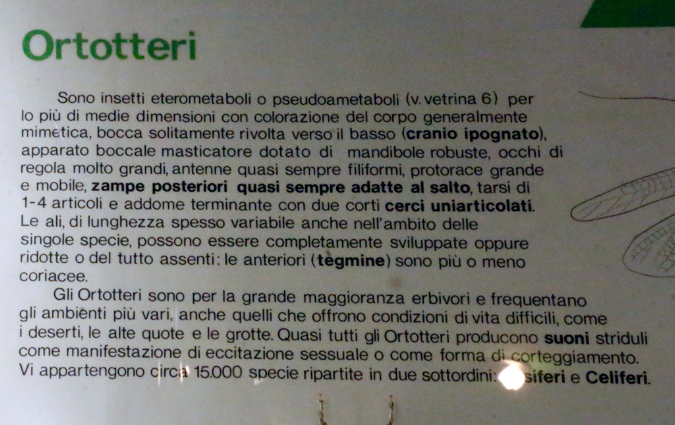 Ortotteri
Sono insetti eterometaboli o pseudoametaboli (v. vetrina 6) per
lo più di medie dimensioni con colorazione del corpo generalmente
mimetica, bocca solitamente rivolta verso il basso (cranio ipognato),
apparato boccale masticatore dotato di mandibole robuste, occhi di
regola molto grandi, antenne quasi sempre filiformi, protorace grande
e mobile, zampe posteriori quasi sempre adatte al salto, tarsi di
1-4 articoli e addome terminante con due corti cerci uniarticolati.
Le ali, di lunghezza spesso variabile anche nell'ambito delle
singole specie, possono essere completamente sviluppate oppure
ridotte o del tutto assenti: le anteriori (tegmine) sono più o meno
coriacee.
Gli Ortotteri sono per la grande maggioranza erbivori e frequentano
gli ambienti più vari, anche quelli che offrono condizioni di vita difficili, come
i deserti, le alte quote e le grotte. Quasi tutti gli Ortotteri producono suoni striduli
come manifestazione di eccitazione sessuale o come forma di corteggiamento.
Vi appartengono circa 15.000 specie ripartite in due sottordini: e Celiferi.